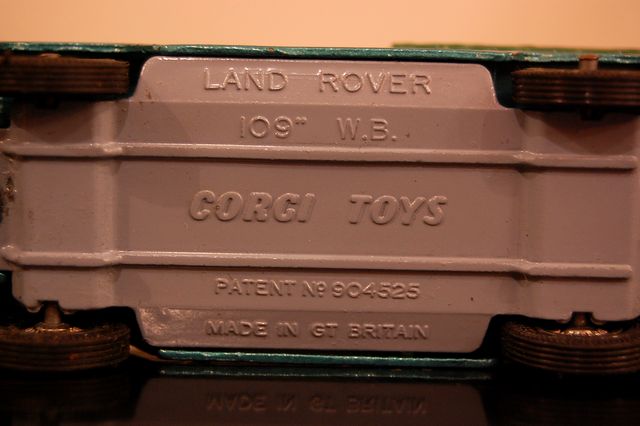 LAND ROVER
109" W.B.
CORGI TOYS
PATENT Nº 904525
MADE IN GT BRITAIN